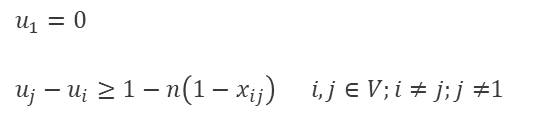 u₁ = 0
uⱼ − uᵢ ≥ 1 − n(1 − xᵢⱼ) i, j ∈ V; i ≠ j; j ≠1